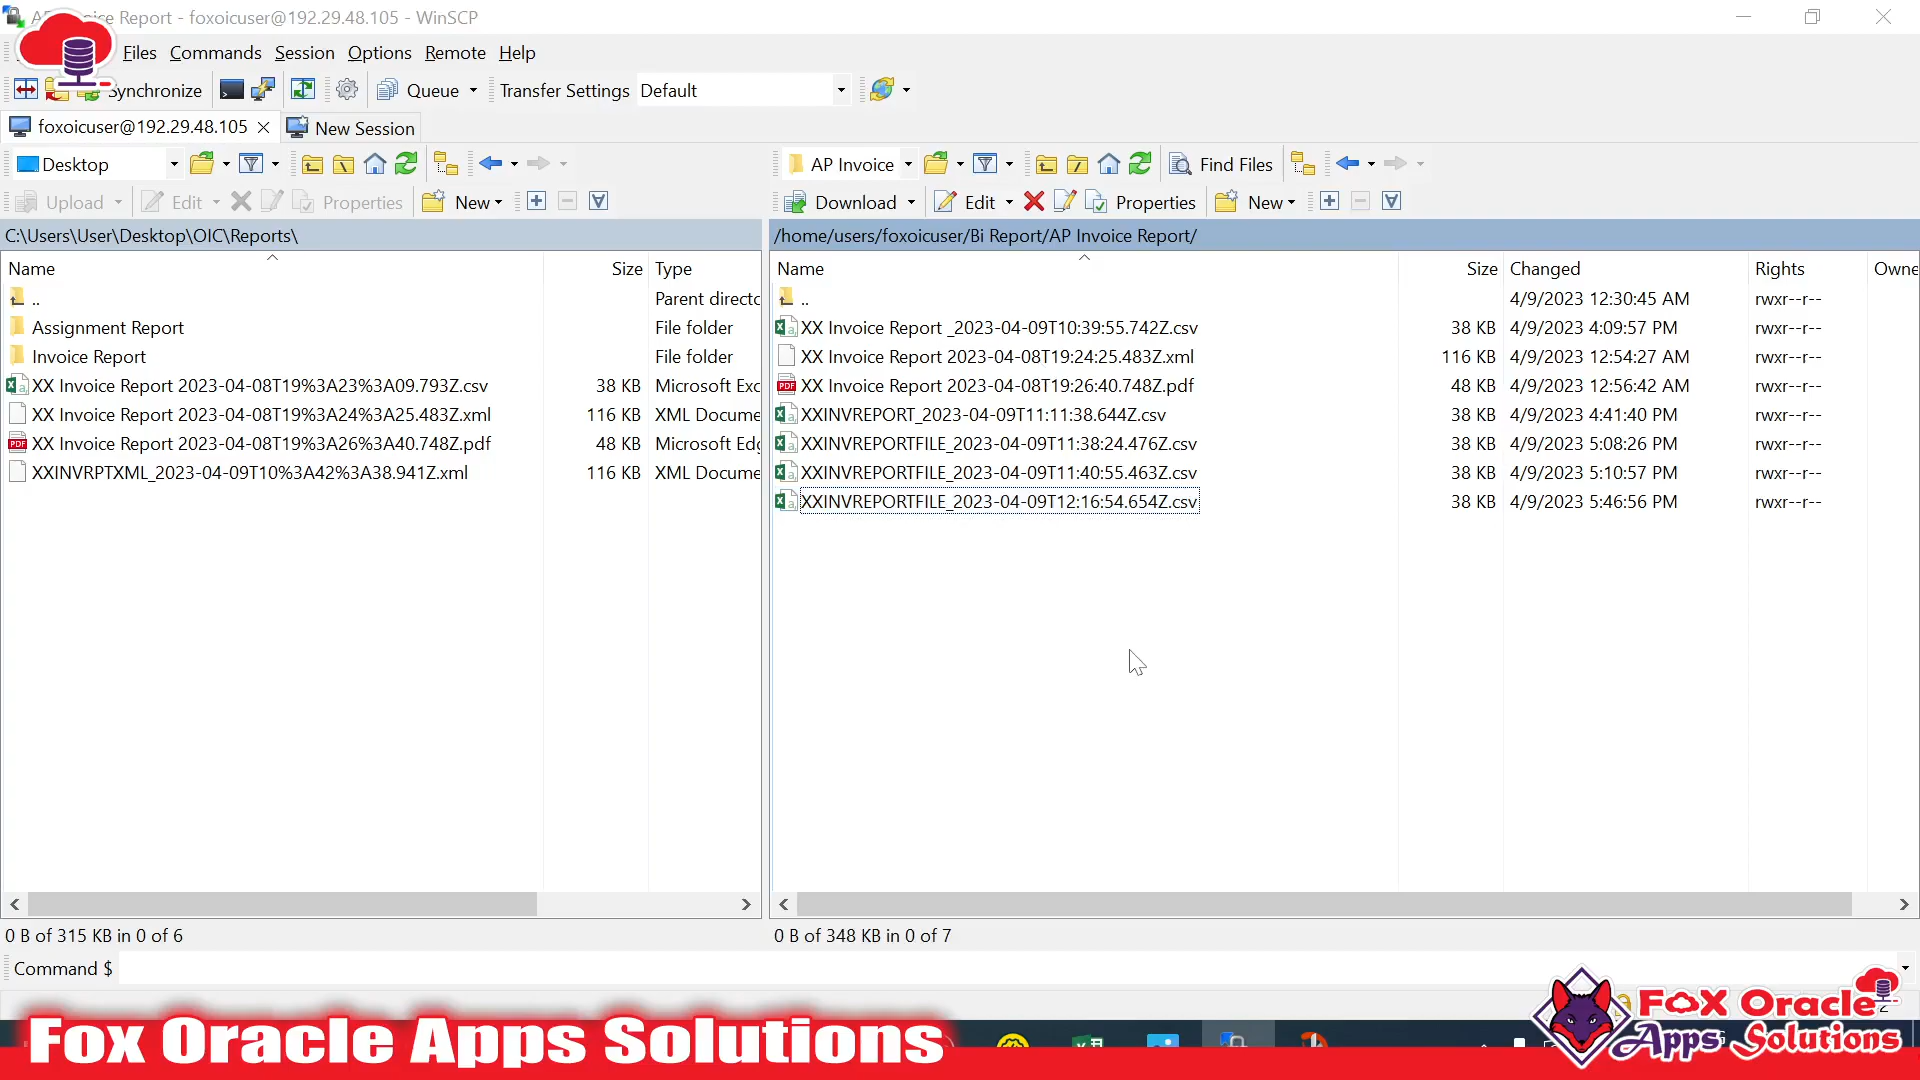 ce Report - foxoicuser@192.29.48.105 - WinSCP
Files Commands Session Options Remote Help
Synchronize Queue Transfer Settings Default
foxoicuser@192.29.48.105 New Session
Desktop AP Invoice Find Files
Upload Edit Properties New Download Edit Properties New
C:\Users\User\Desktop\OIC\Reports\ /home/users/foxoicuser/Bi Report/AP Invoice Report/
Name Size Type
.. Parent directo
Assignment Report File folder
Invoice Report File folder
XX Invoice Report 2023-04-08T19%3A23%3A09.793Z.csv 38 KB Microsoft Exc
XX Invoice Report 2023-04-08T19%3A24%3A25.483Z.xml 116 KB XML Docume
XX Invoice Report 2023-04-08T19%3A26%3A40.748Z.pdf 48 KB Microsoft Edg
XXINVRPTXML_2023-04-09T10%3A42%3A38.941Z.xml 116 KB XML Docume
Name Size Changed Rights Owne
.. 4/9/2023 12:30:45 AM rwxr--r--
XX Invoice Report _2023-04-09T10:39:55.742Z.csv 38 KB 4/9/2023 4:09:57 PM rwxr--r--
XX Invoice Report 2023-04-08T19:24:25.483Z.xml 116 KB 4/9/2023 12:54:27 AM rwxr--r--
XX Invoice Report 2023-04-08T19:26:40.748Z.pdf 48 KB 4/9/2023 12:56:42 AM rwxr--r--
XXINVREPORT_2023-04-09T11:11:38.644Z.csv 38 KB 4/9/2023 4:41:40 PM rwxr--r--
XXINVREPORTFILE_2023-04-09T11:38:24.476Z.csv 38 KB 4/9/2023 5:08:26 PM rwxr--r--
XXINVREPORTFILE_2023-04-09T11:40:55.463Z.csv 38 KB 4/9/2023 5:10:57 PM rwxr--r--
XXINVREPORTFILE_2023-04-09T12:16:54.654Z.csv 38 KB 4/9/2023 5:46:56 PM rwxr--r--
0 B of 315 KB in 0 of 6 0 B of 348 KB in 0 of 7
Command $
Fox Oracle Apps Solutions
Fox Oracle
Apps Solutions